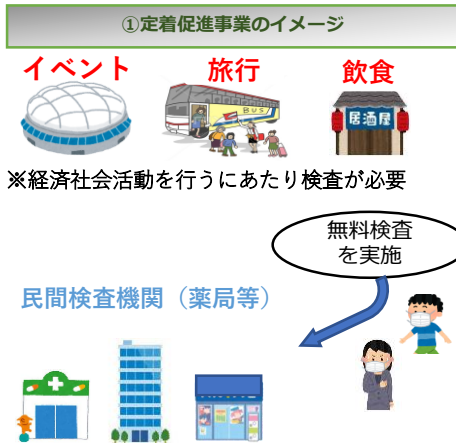 ①定着促進事業のイメージ
イベント 旅行 飲食
BUS
居酒屋
※経済社会活動を行うにあたり検査が必要
無料検査
を実施
民間検査機関（薬局等）